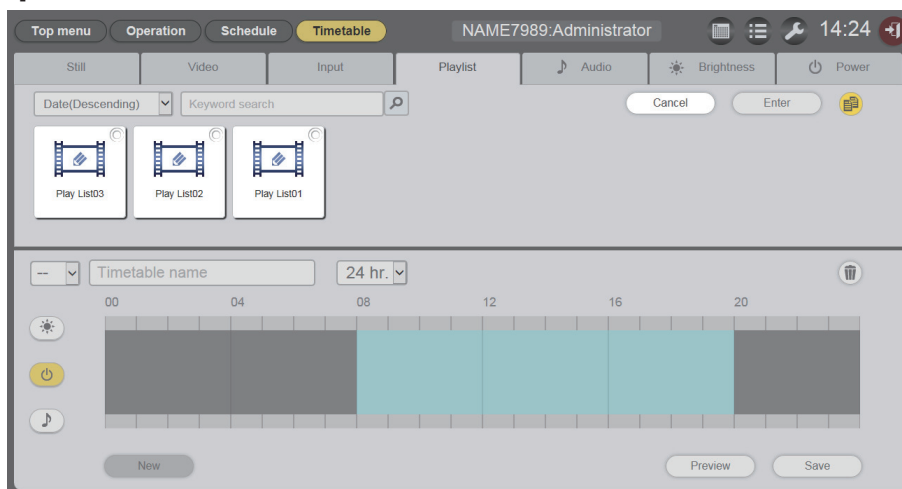 Top menu Operation Schedule Timetable NAME7989:Administrator 14:24
Still Video Input Playlist Audio Brightness Power
Date(Descending) Keyword search Cancel Enter
Play List03 Play List02 Play List01
-- Timetable name 24 hr.
00 04 08 12 16 20
New Preview Save